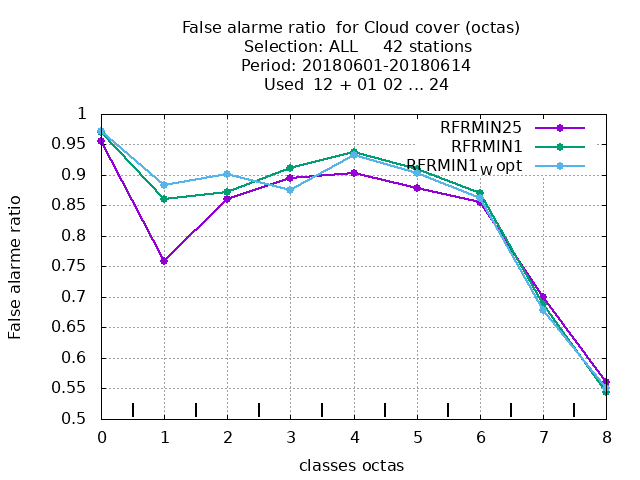 False alarme ratio  for Cloud cover (octas)
Selection: ALL     42 stations
Period: 20180601-20180614
Used  12 + 01 02 ... 24
RFRMIN25
RFRMIN1
RFRMIN1W opt
1
0.95
0.9
0.85
0.8
0.75
0.7
0.65
0.6
0.55
0.5
False alarme ratio
0 1 2 3 4 5 6 7 8
classes octas